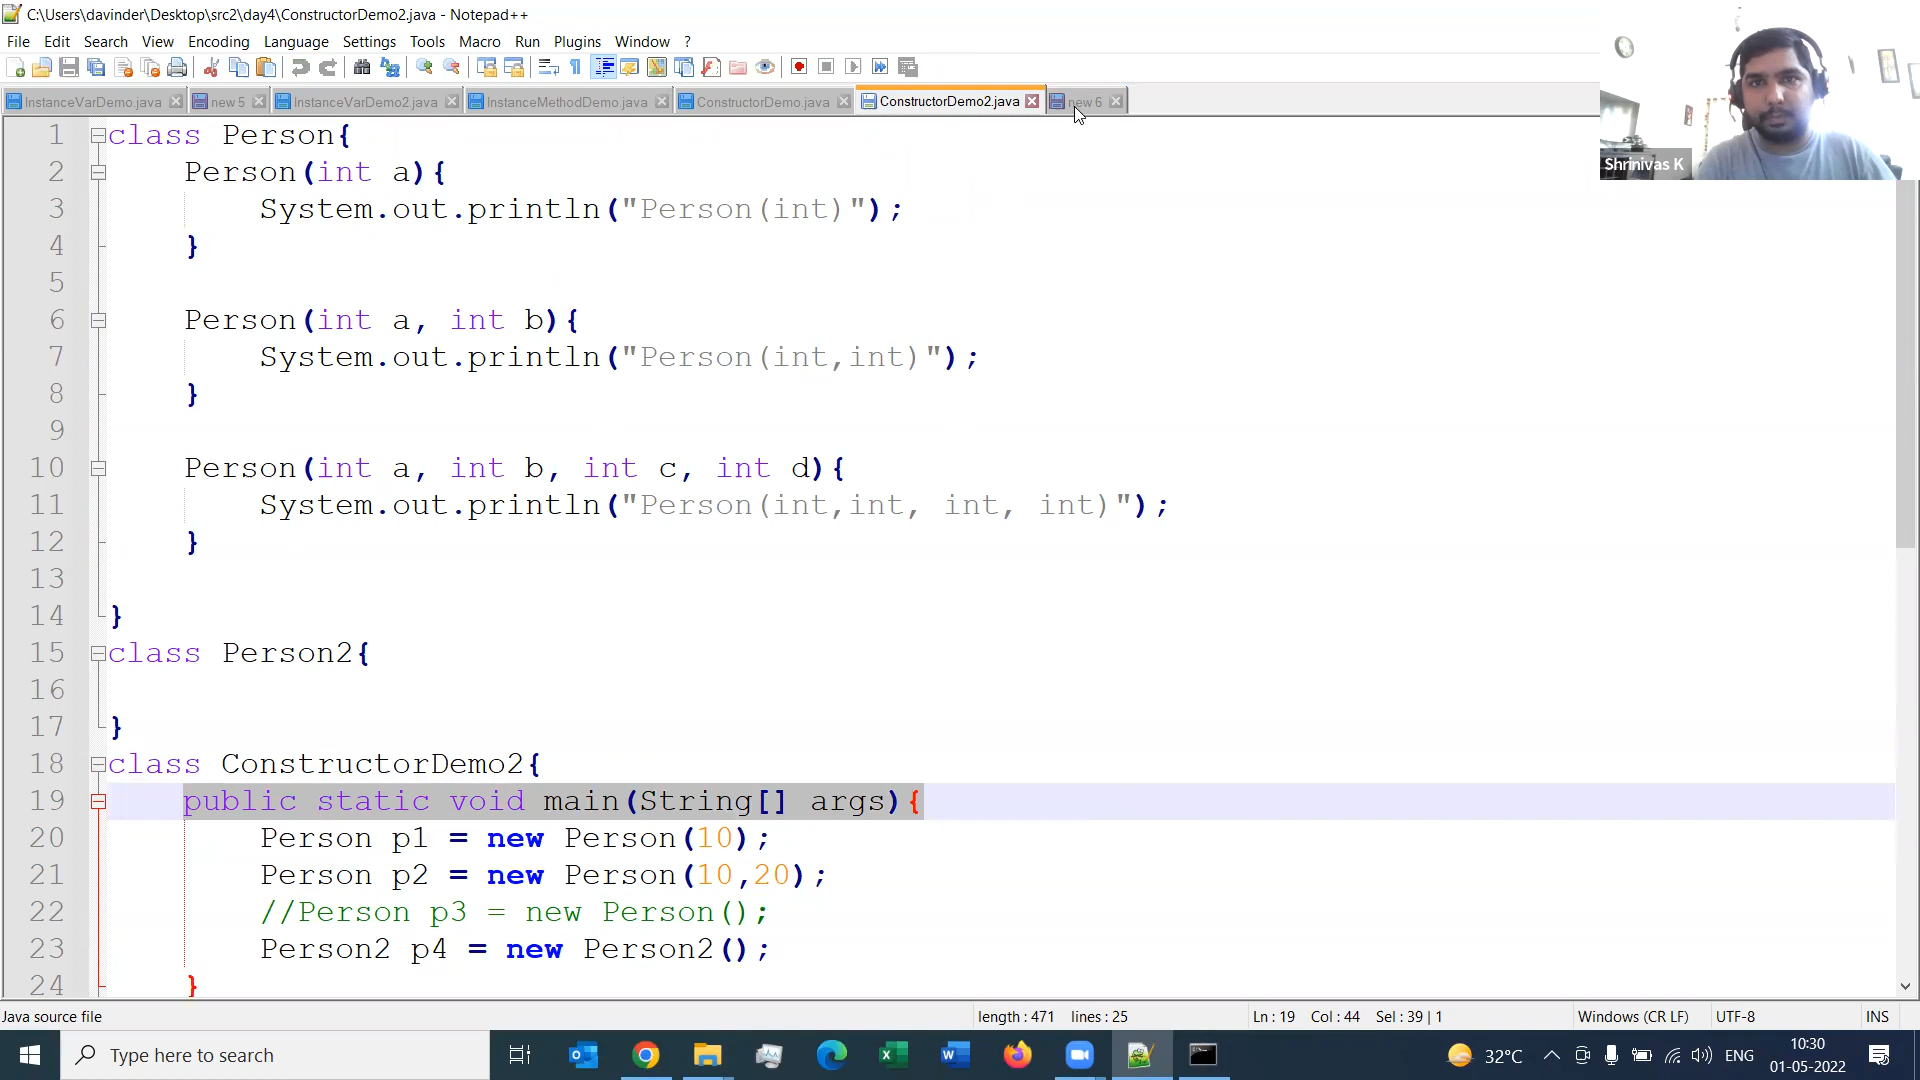 C:\Users\davinder\Desktop\src2\day4\ConstructorDemo2.java - Notepad++
File Edit Search View Encoding Language Settings Tools Macro Run Plugins Window ?
InstanceVarDemo.java new 5 InstanceVarDemo2.java InstanceMethodDemo.java ConstructorDemo.java ConstructorDemo2.java new 6
Shrinivas K
1 class Person{
2 Person(int a){
3 System.out.println("Person(int)");
4 }
5
6 Person(int a, int b){
7 System.out.println("Person(int,int)");
8 }
9
10 Person(int a, int b, int c, int d){
11 System.out.println("Person(int,int, int, int)");
12 }
13
14 }
15 class Person2{
16
17 }
18 class ConstructorDemo2{
19 public static void main(String[] args){
20 Person p1 = new Person(10);
21 Person p2 = new Person(10,20);
22 //Person p3 = new Person();
23 Person2 p4 = new Person2();
24 }
Java source file length : 471 lines : 25 Ln : 19 Col : 44 Sel : 39 | 1 Windows (CR LF) UTF-8 INS
Type here to search 32°C ENG 10:30
01-05-2022